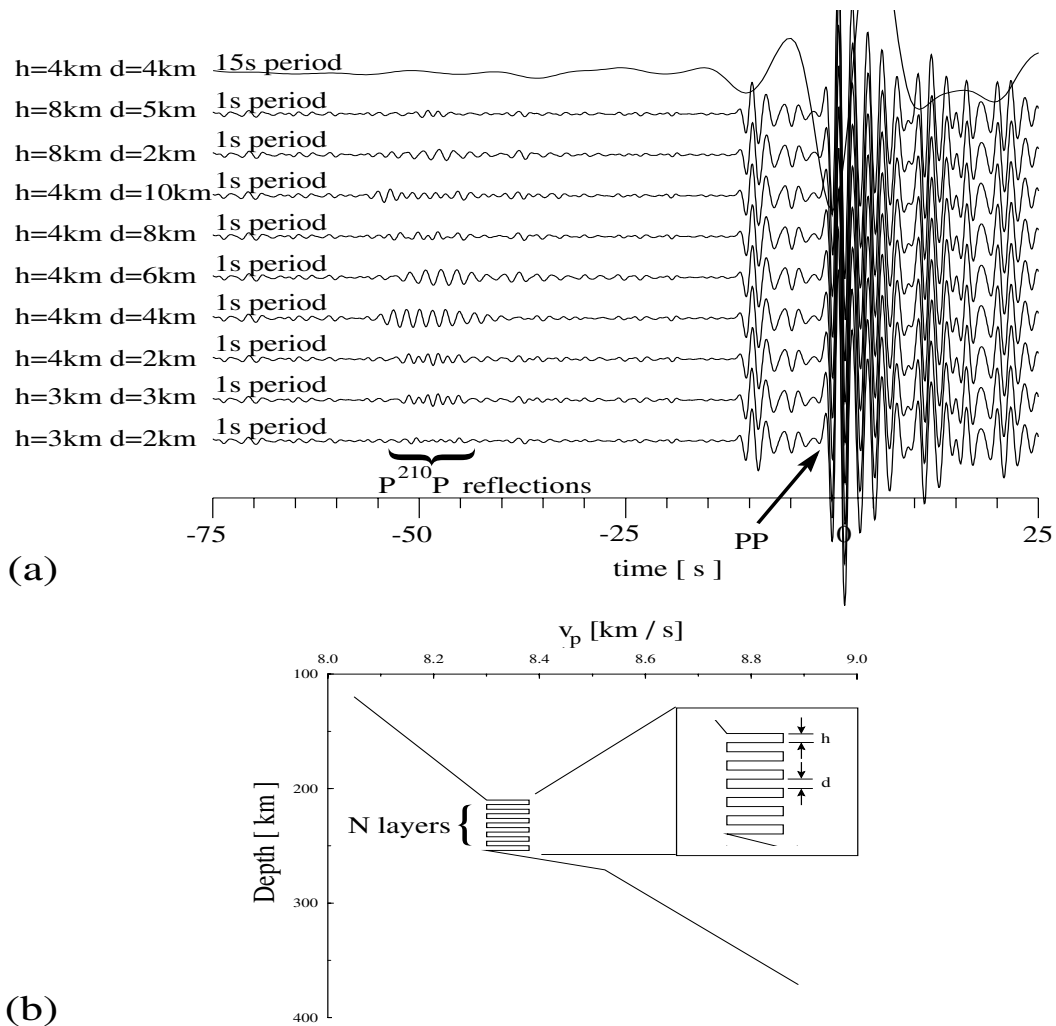 h=4km d=4km 15s period
h=8km d=5km 1s period
h=8km d=2km 1s period
h=4km d=10km 1s period
h=4km d=8km 1s period
h=4km d=6km 1s period
h=4km d=4km 1s period
h=4km d=2km 1s period
h=3km d=3km 1s period
h=3km d=2km 1s period
P²¹⁰P reflections
PP
-75 -50 -25 0 25
time [ s ]
(a)
vₚ [km / s]
8.0 8.2 8.4 8.6 8.8 9.0
100
200
300
400
Depth [ km ]
N layers
h
d
(b)